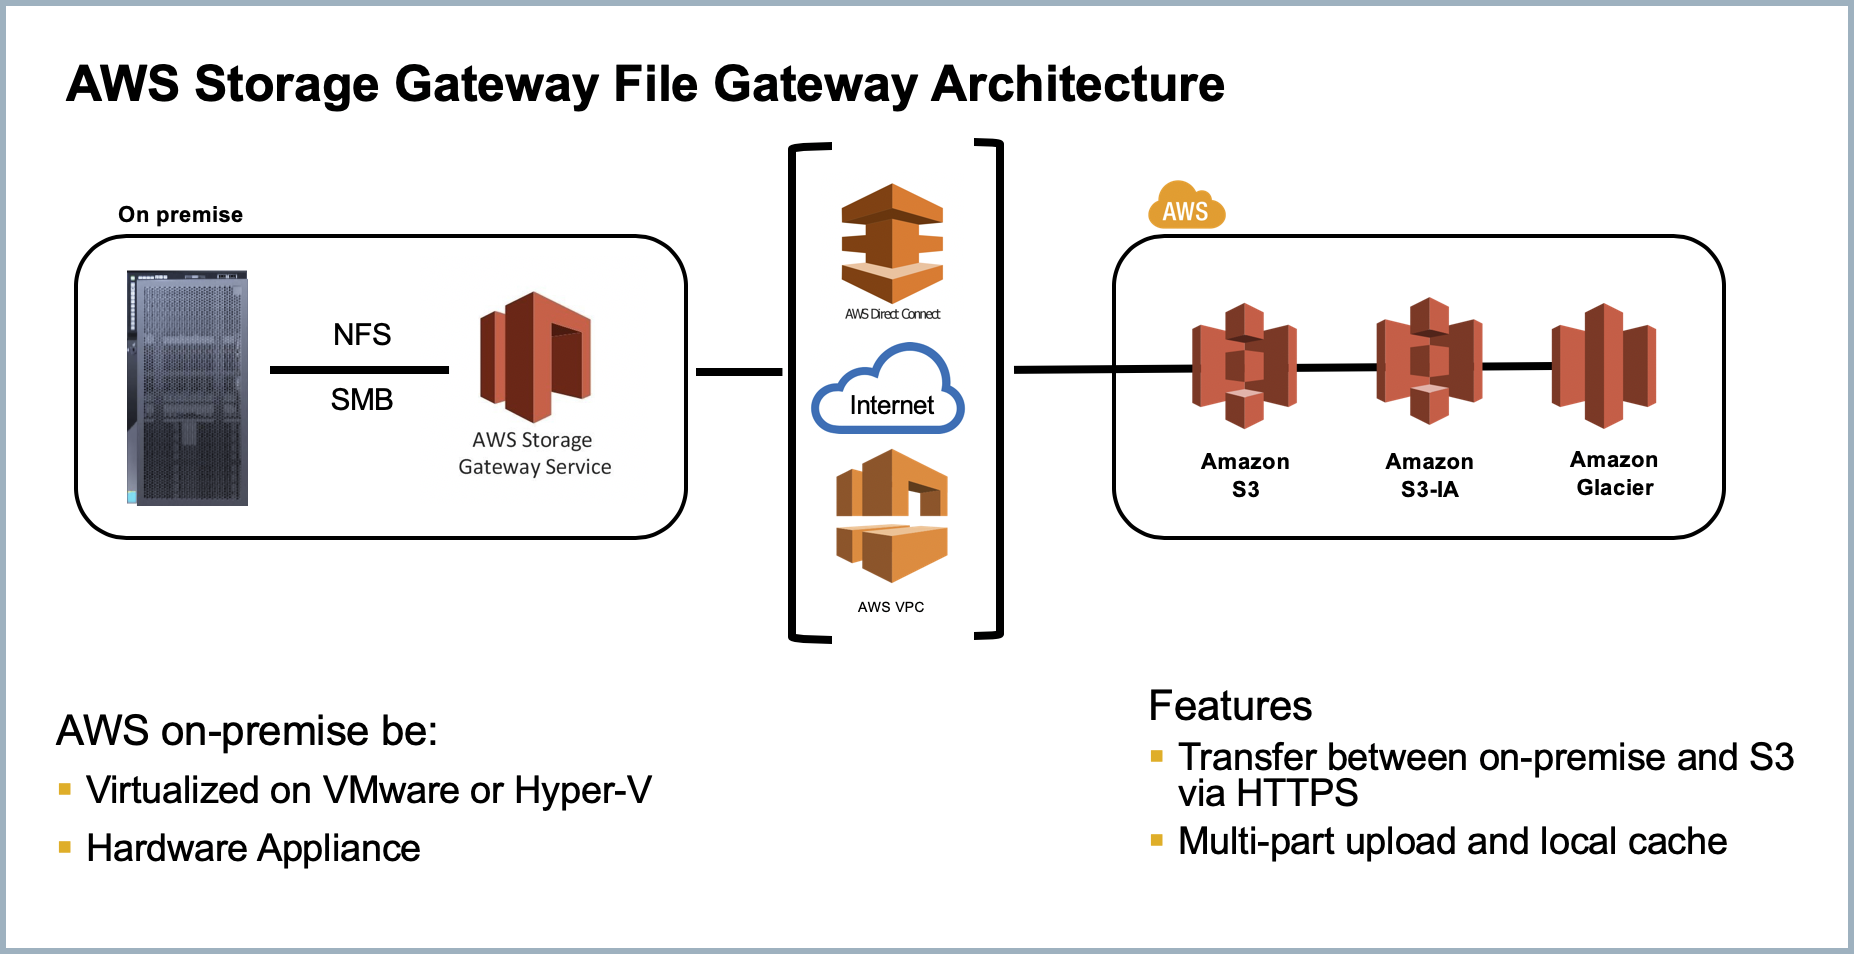 AWS Storage Gateway File Gateway Architecture
On premise
NFS
SMB
AWS Storage
Gateway Service
AWS Direct Connect
Internet
AWS VPC
AWS
Amazon
S3
Amazon
S3-IA
Amazon
Glacier
AWS on-premise be:
Virtualized on VMware or Hyper-V
Hardware Appliance
Features
Transfer between on-premise and S3
via HTTPS
Multi-part upload and local cache